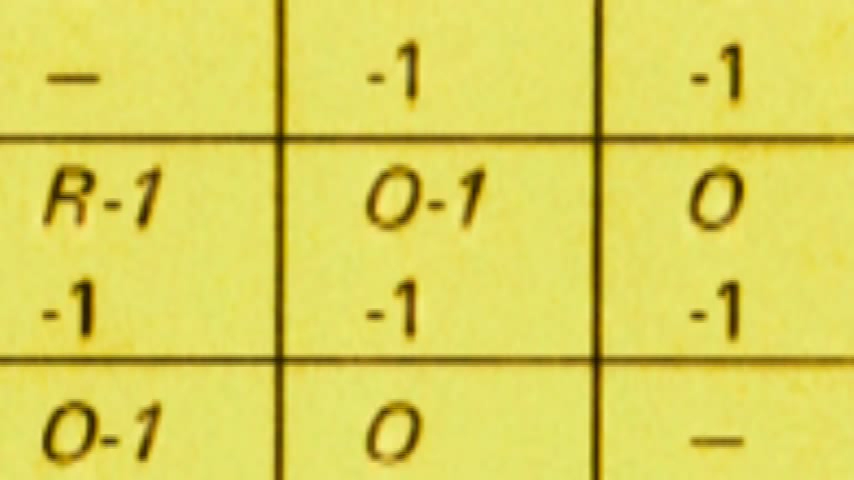 — -1 -1
R-1 O-1 O
-1 -1 -1
O-1 O —